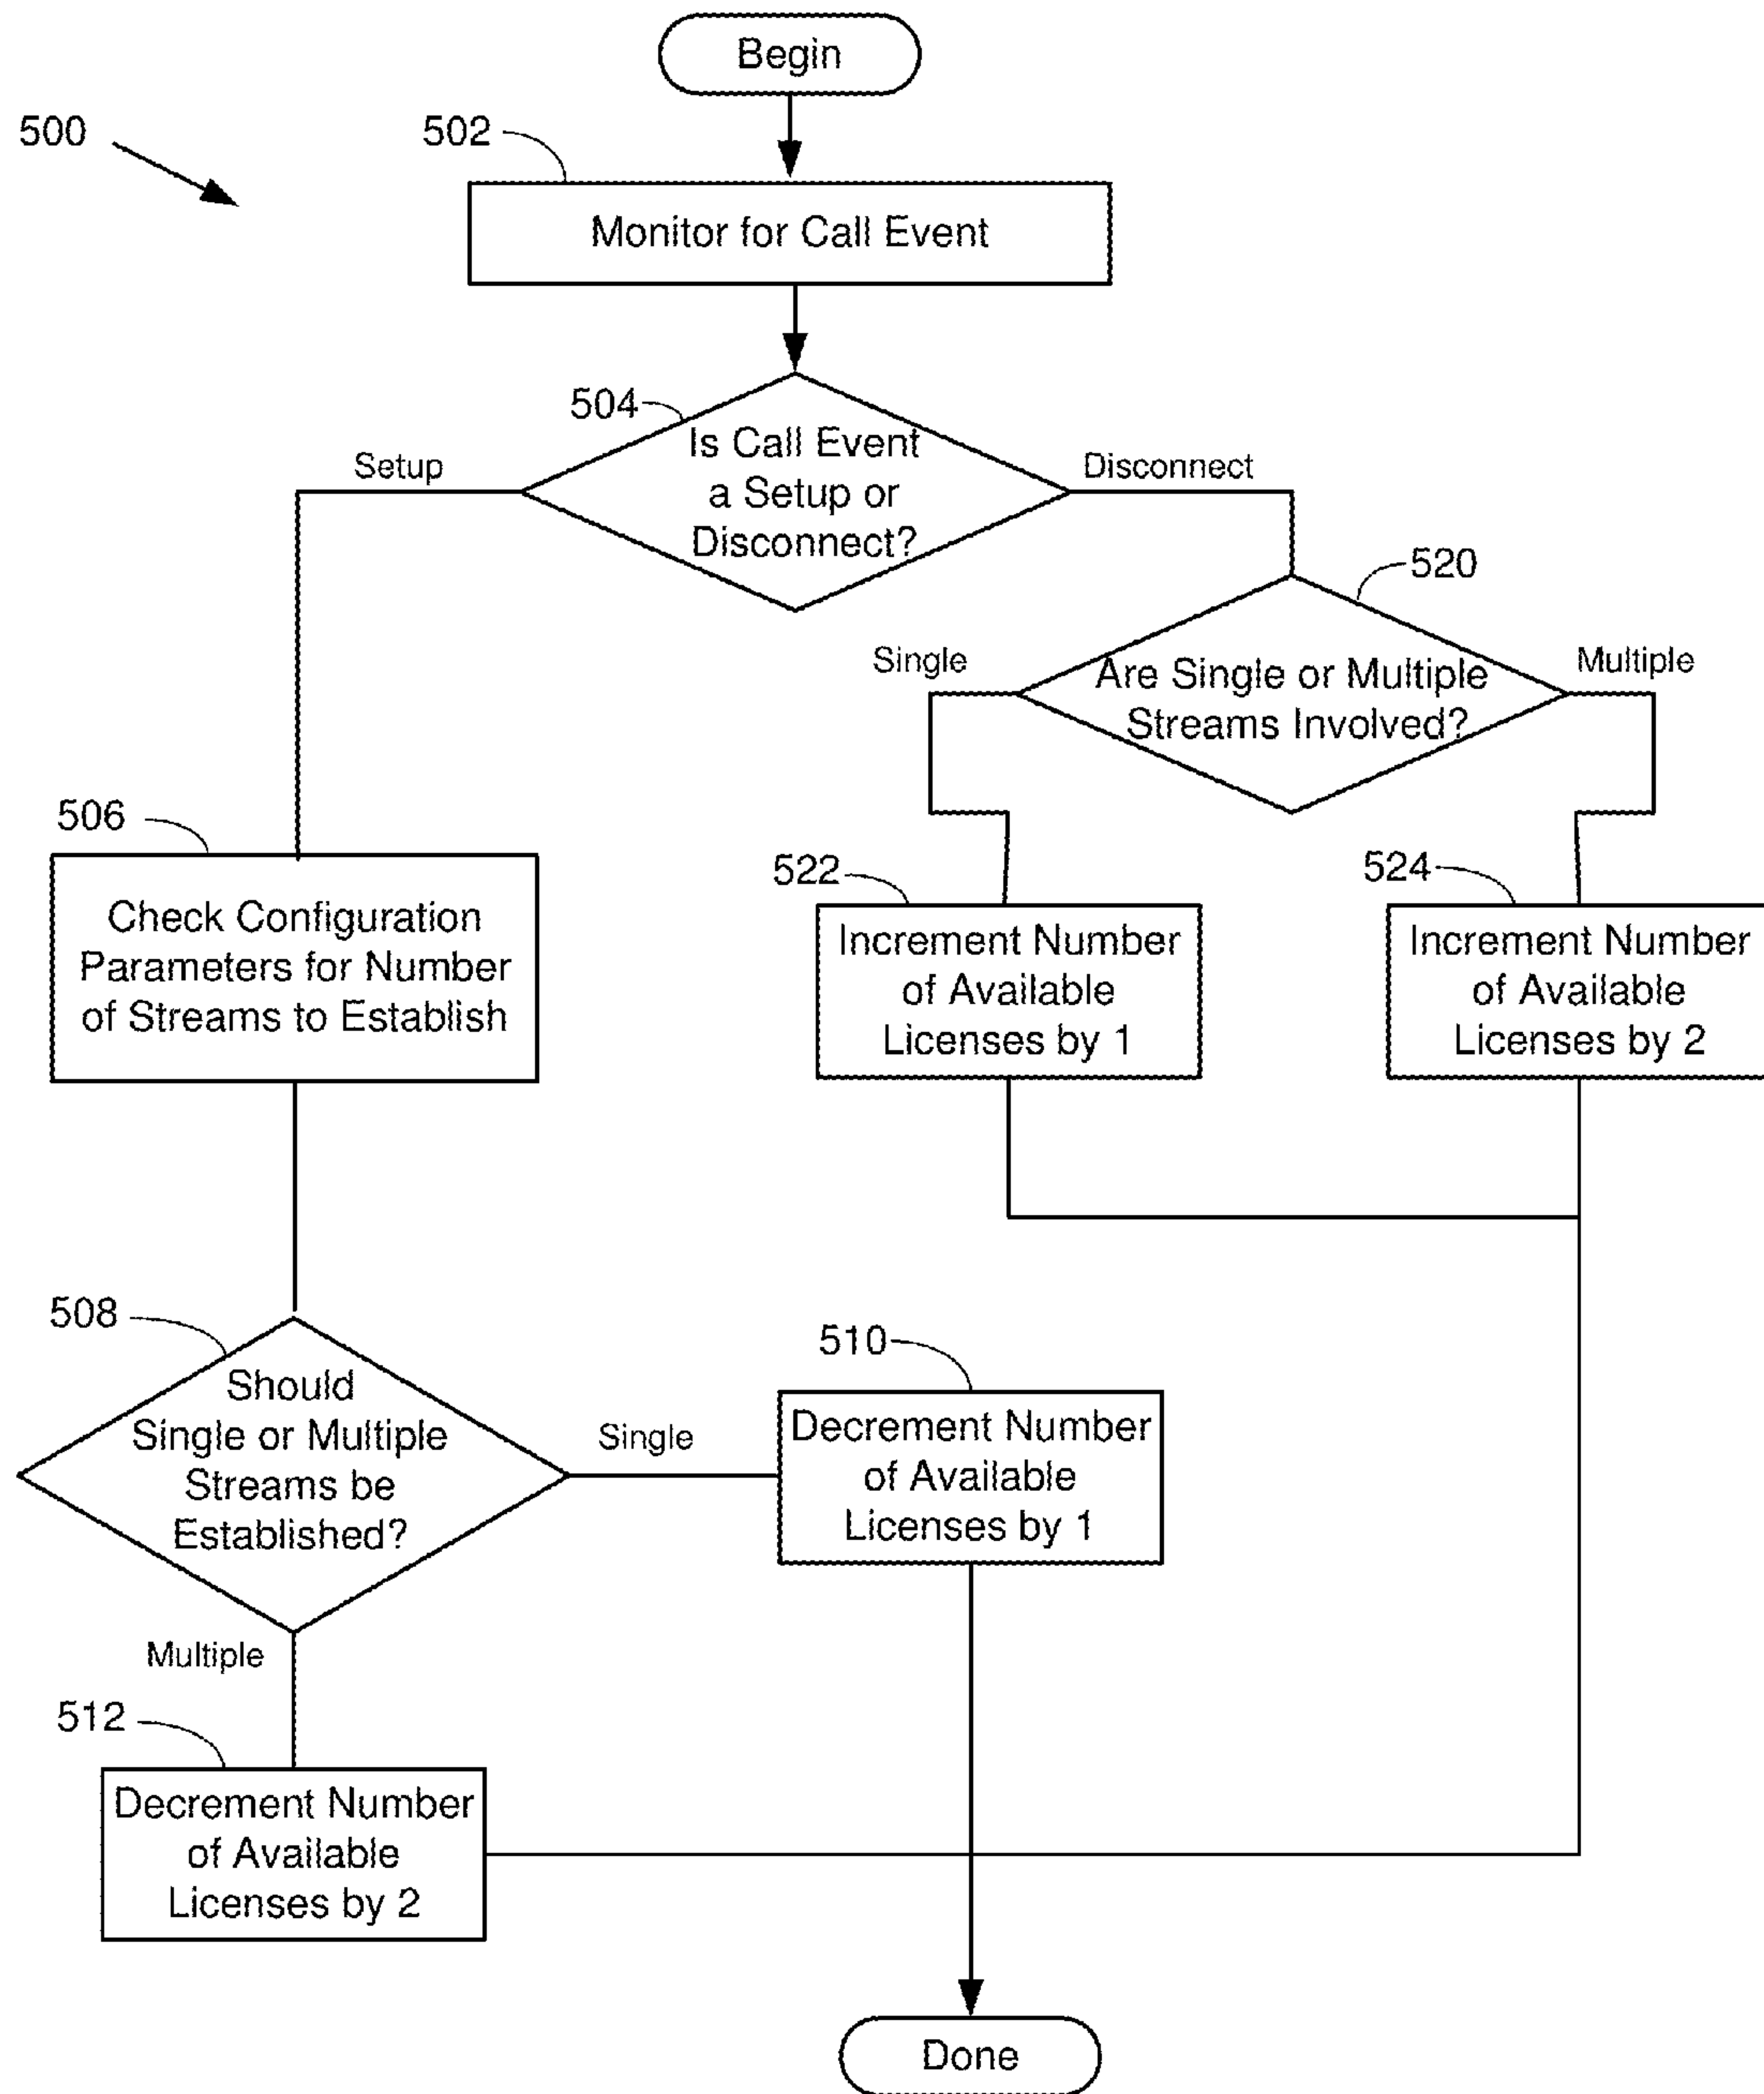 Begin
500
502
Monitor for Call Event
504
Is Call Event
a Setup or
Disconnect?
Setup
Disconnect
520
Are Single or Multiple
Streams Involved?
Single
Multiple
506
Check Configuration
Parameters for Number
of Streams to Establish
522
Increment Number
of Available
Licenses by 1
524
Increment Number
of Available
Licenses by 2
508
Should
Single or Multiple
Streams be
Established?
Single
510
Decrement Number
of Available
Licenses by 1
Multiple
512
Decrement Number
of Available
Licenses by 2
Done